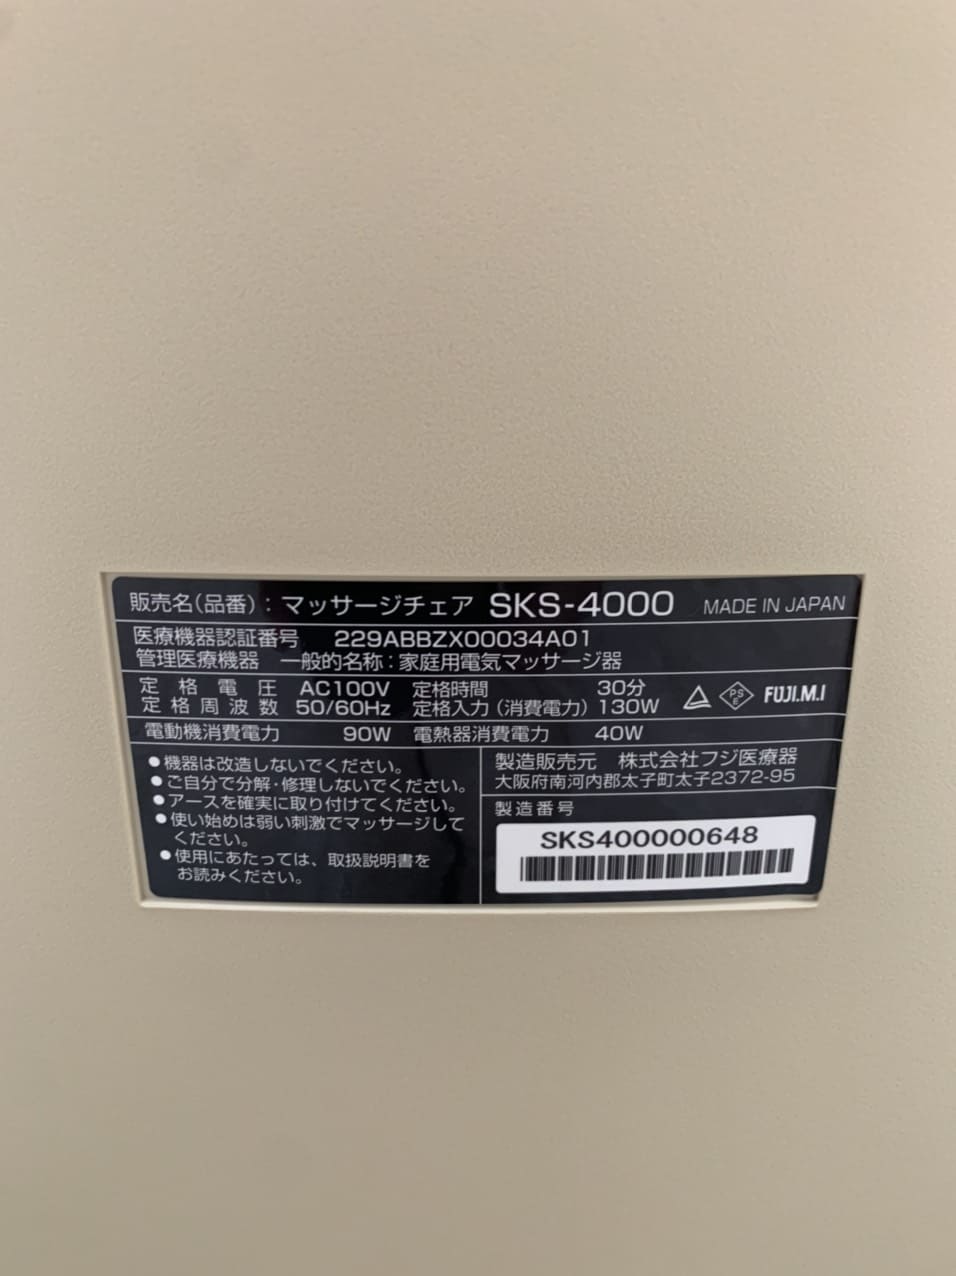 販売名(品番): マッサージチェア SKS-4000 MADE IN JAPAN
医療機器認証番号 229ABBZX00034A01
管理医療機器 一般的名称:家庭用電気マッサージ器
定格電圧 AC100V 定格時間 30分
定格周波数 50/60Hz 定格入力(消費電力) 130W
PSE FUJI.M.I
電動機消費電力 90W 電熱器消費電力 40W
●機器は改造しないでください。
●ご自分で分解・修理しないでください。
●アースを確実に取り付けてください。
●使い始めは弱い刺激でマッサージして
ください。
●使用にあたっては、取扱説明書を
お読みください。
製造販売元 株式会社フジ医療器
大阪府南河内郡太子町太子2372-95
製造番号
SKS400000648